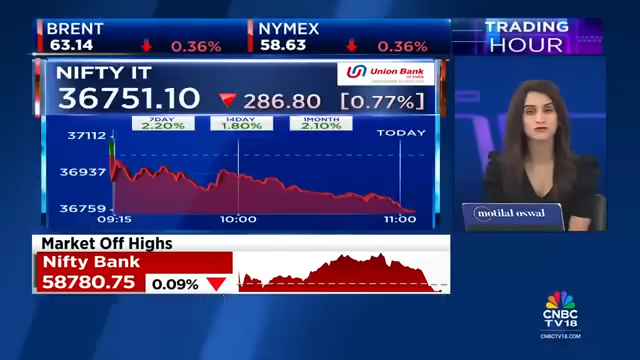 BRENT
63.14 0.36%
NYMEX
58.63 0.36%
TRADING
HOUR
NIFTY IT
Union Bank
of India
36751.10 286.80 [0.77%]
7DAY
2.20%
14DAY
1.80%
1MONTH
2.10%
TODAY
37112
36937
36759
09:15 10:00 11:00
motilal oswal
Market Off Highs
Nifty Bank
58780.75 0.09%
CNBC
TV18
CNBCTV18.COM